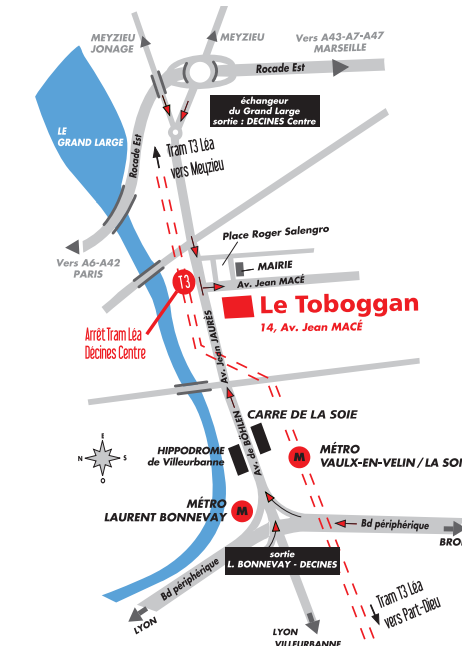 MEYZIEU
JONAGE
MEYZIEU
Vers A43-A7-A47
MARSEILLE
Rocade Est
échangeur
du Grand Large
sortie : DECINES Centre
LE
GRAND LARGE
Rocade Est
Tram T3 Léa
vers Meyzieu
Vers A6-A42
PARIS
Place Roger Salengro
MAIRIE
Av. Jean MACÉ
T3
Le Toboggan
14, Av. Jean MACÉ
Arrêt Tram Léa
Décines Centre
Av. Jean JAURÈS
CARRE DE LA SOIE
HIPPODROME
de Villeurbanne
Av. de BÖHLEN
M
MÉTRO
VAULX-EN-VELIN / LA SOI
E
N
S
O
MÉTRO
LAURENT BONNEVAY
M
Bd périphérique
BRON
sortie
L. BONNEVAY - DECINES
Bd périphérique
LYON
LYON
VILLEURBANNE
Tram T3 Léa
vers Part-Dieu